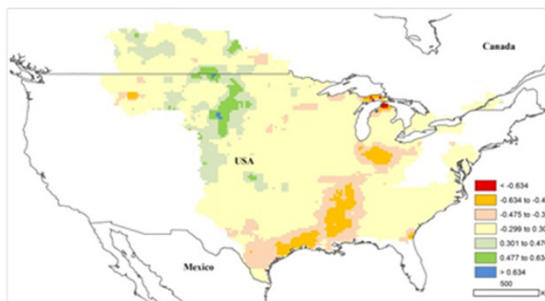 Canada
USA
Mexico
< -0.634
-0.634 to -0.4
-0.475 to -0.3
-0.299 to 0.30
0.301 to 0.47
0.477 to 0.63
> 0.634
500